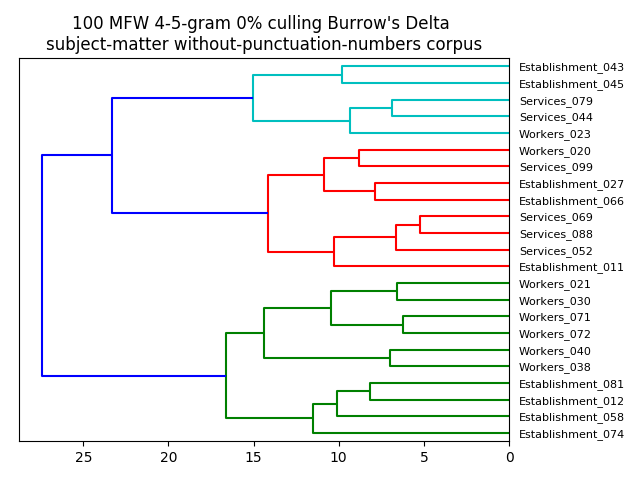 100 MFW 4-5-gram 0% culling Burrow's Delta
subject-matter without-punctuation-numbers corpus
Establishment_043
Establishment_045
Services_079
Services_044
Workers_023
Workers_020
Services_099
Establishment_027
Establishment_066
Services_069
Services_088
Services_052
Establishment_011
Workers_021
Workers_030
Workers_071
Workers_072
Workers_040
Workers_038
Establishment_081
Establishment_012
Establishment_058
Establishment_074
25 20 15 10 5 0